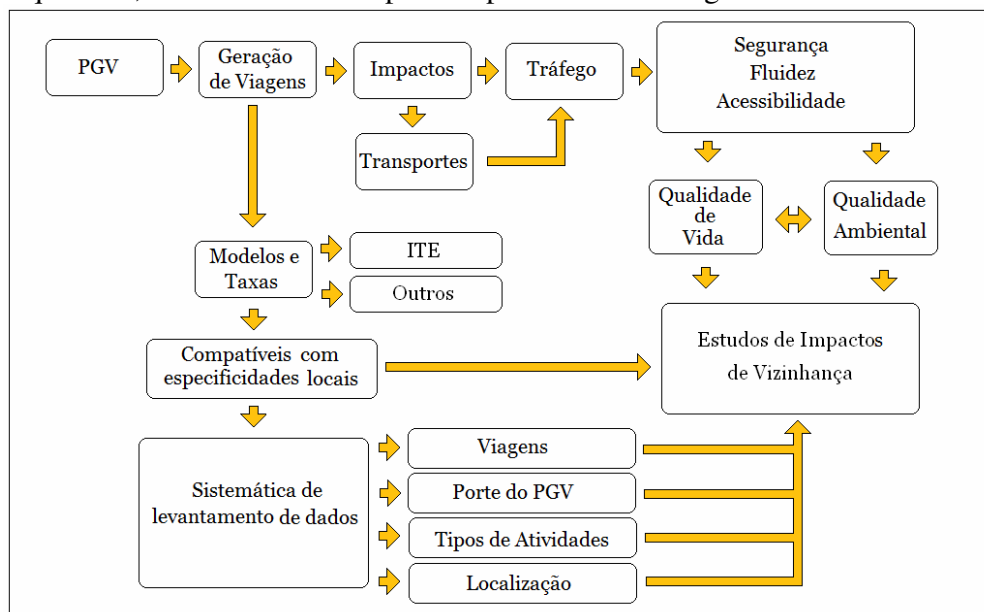 PGV
Geração
de Viagens
Impactos
Tráfego
Segurança
Fluidez
Acessibilidade
Transportes
Qualidade
de
Vida
Qualidade
Ambiental
Modelos e
Taxas
ITE
Outros
Compatíveis com
especificidades locais
Estudos de Impactos
de Vizinhança
Sistemática de
levantamento de dados
Viagens
Porte do PGV
Tipos de Atividades
Localização